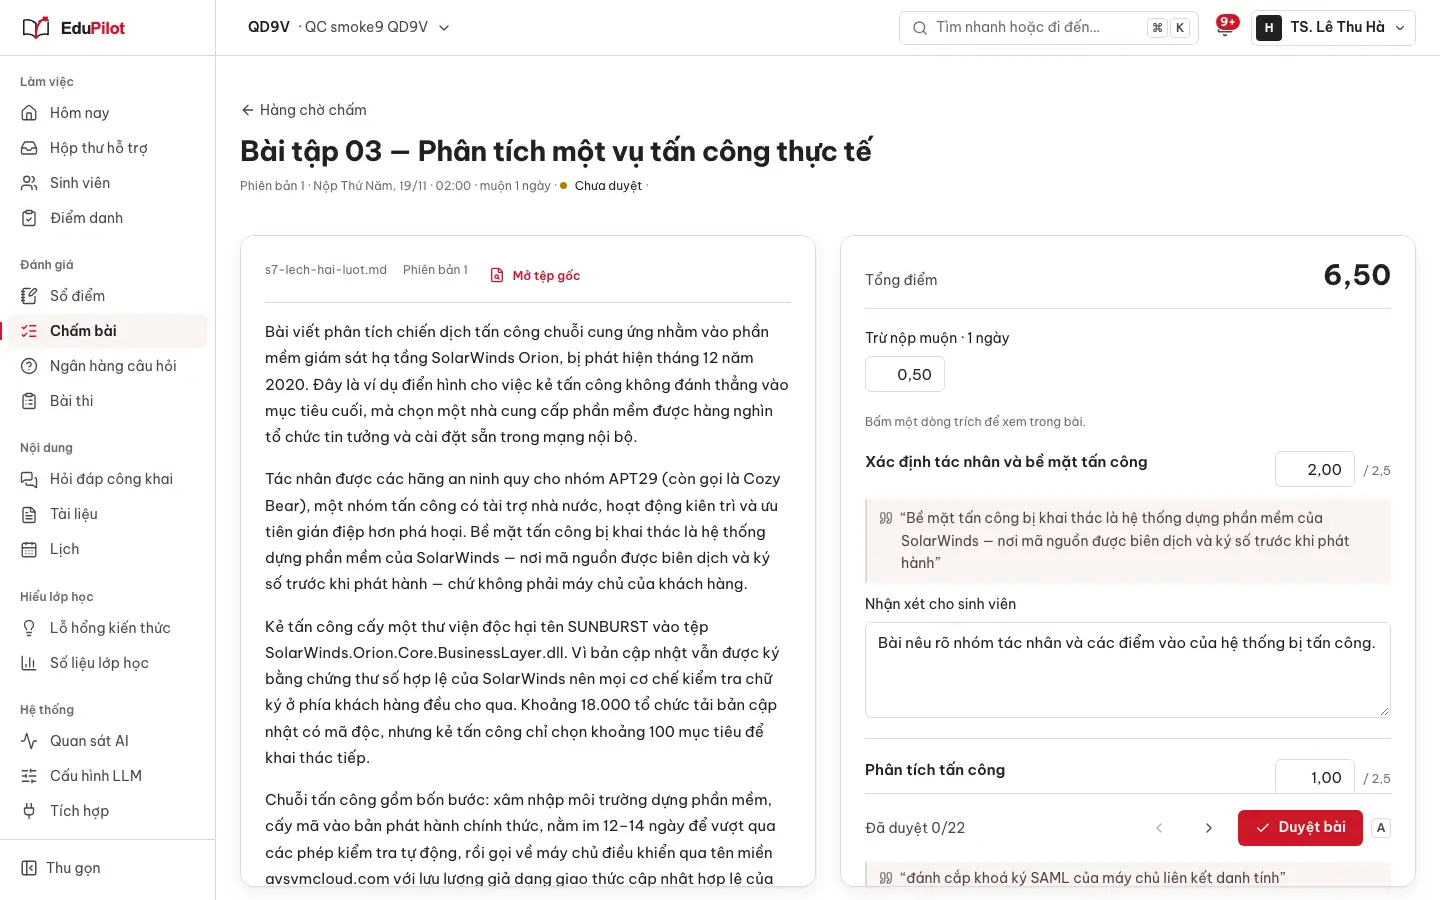 EduPilot
QD9V · QC smoke9 QD9V
Tìm nhanh hoặc đi đến...
⌘ K
9+
H
TS. Lê Thu Hà
Làm việc
Hôm nay
Hộp thư hỗ trợ
Sinh viên
Điểm danh
Đánh giá
Sổ điểm
Chấm bài
Ngân hàng câu hỏi
Bài thi
Nội dung
Hỏi đáp công khai
Tài liệu
Lịch
Hiểu lớp học
Lỗ hổng kiến thức
Số liệu lớp học
Hệ thống
Quan sát AI
Cấu hình LLM
Tích hợp
Thu gọn
← Hàng chờ chấm
Bài tập 03 — Phân tích một vụ tấn công thực tế
Phiên bản 1 · Nộp Thứ Năm, 19/11 · 02:00 · muộn 1 ngày · Chưa duyệt ·
s7-lech-hai-luot.md Phiên bản 1 Mở tệp gốc
Bài viết phân tích chiến dịch tấn công chuỗi cung ứng nhằm vào phần
mềm giám sát hạ tầng SolarWinds Orion, bị phát hiện tháng 12 năm
2020. Đây là ví dụ điển hình cho việc kẻ tấn công không đánh thẳng vào
mục tiêu cuối, mà chọn một nhà cung cấp phần mềm được hàng nghìn
tổ chức tin tưởng và cài đặt sẵn trong mạng nội bộ.
Tác nhân được các hãng an ninh quy cho nhóm APT29 (còn gọi là Cozy
Bear), một nhóm tấn công có tài trợ nhà nước, hoạt động kiên trì và ưu
tiên gián điệp hơn phá hoại. Bề mặt tấn công bị khai thác là hệ thống
dựng phần mềm của SolarWinds — nơi mã nguồn được biên dịch và ký
số trước khi phát hành — chứ không phải máy chủ của khách hàng.
Kẻ tấn công cấy một thư viện độc hại tên SUNBURST vào tệp
SolarWinds.Orion.Core.BusinessLayer.dll. Vì bản cập nhật vẫn được ký
bằng chứng thư số hợp lệ của SolarWinds nên mọi cơ chế kiểm tra chữ
ký ở phía khách hàng đều cho qua. Khoảng 18.000 tổ chức tải bản cập
nhật có mã độc, nhưng kẻ tấn công chỉ chọn khoảng 100 mục tiêu để
khai thác tiếp.
Chuỗi tấn công gồm bốn bước: xâm nhập môi trường dựng phần mềm,
cấy mã vào bản phát hành chính thức, nằm im 12–14 ngày để vượt qua
các phép kiểm tra tự động, rồi gọi về máy chủ điều khiển qua tên miền
avsvmcloud.com với lưu lượng giả dạng giao thức cập nhật hợp lệ của
Tổng điểm 6,50
Trừ nộp muộn · 1 ngày
0,50
Bấm một dòng trích để xem trong bài.
Xác định tác nhân và bề mặt tấn công 2,00 / 2,5
“Bề mặt tấn công bị khai thác là hệ thống dựng phần mềm của
SolarWinds — nơi mã nguồn được biên dịch và ký số trước khi phát
hành”
Nhận xét cho sinh viên
Bài nêu rõ nhóm tác nhân và các điểm vào của hệ thống bị tấn công.
Phân tích tấn công 1,00 / 2,5
Đã duyệt 0/22 Duyệt bài A
“đánh cắp khoá ký SAML của máy chủ liên kết danh tính”